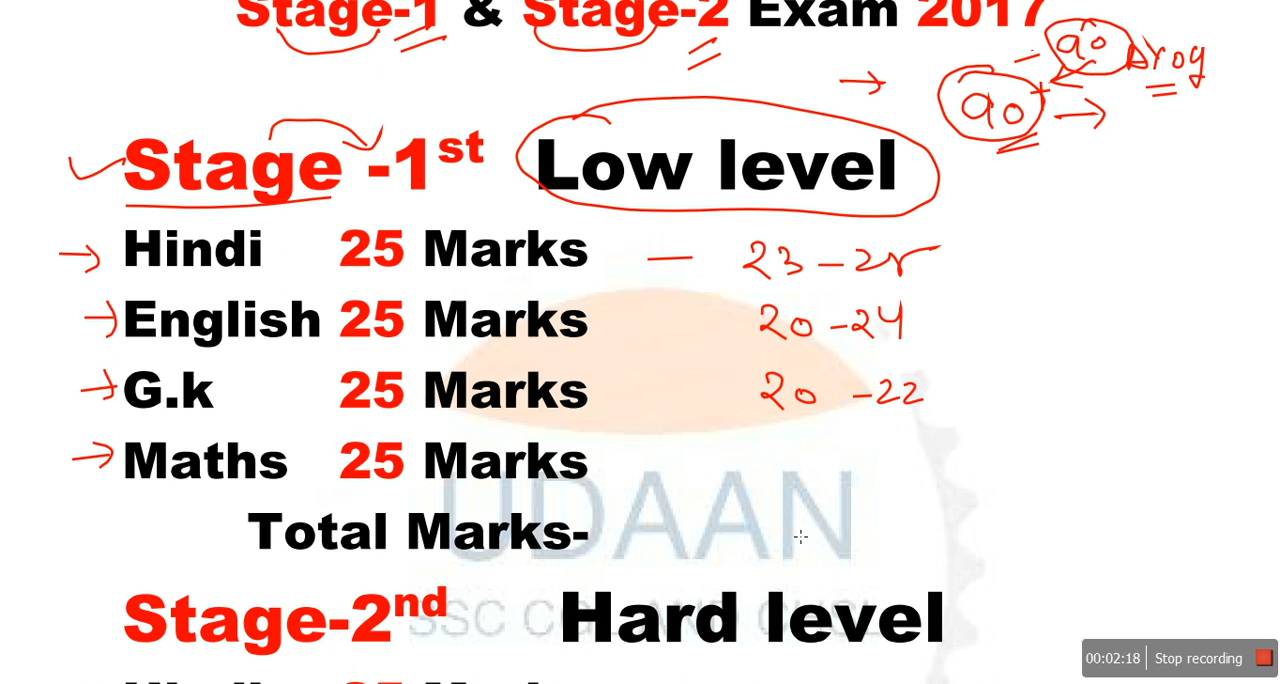 Stage-1 & Stage-2 Exam 2017
90
90+
Stage -1st Low level
Hindi 25 Marks – 23-25
English 25 Marks 20-24
G.k 25 Marks 20-22
Maths 25 Marks
UDAAN
Total Marks-
Stage-2nd Hard level
00:02:18 Stop recording